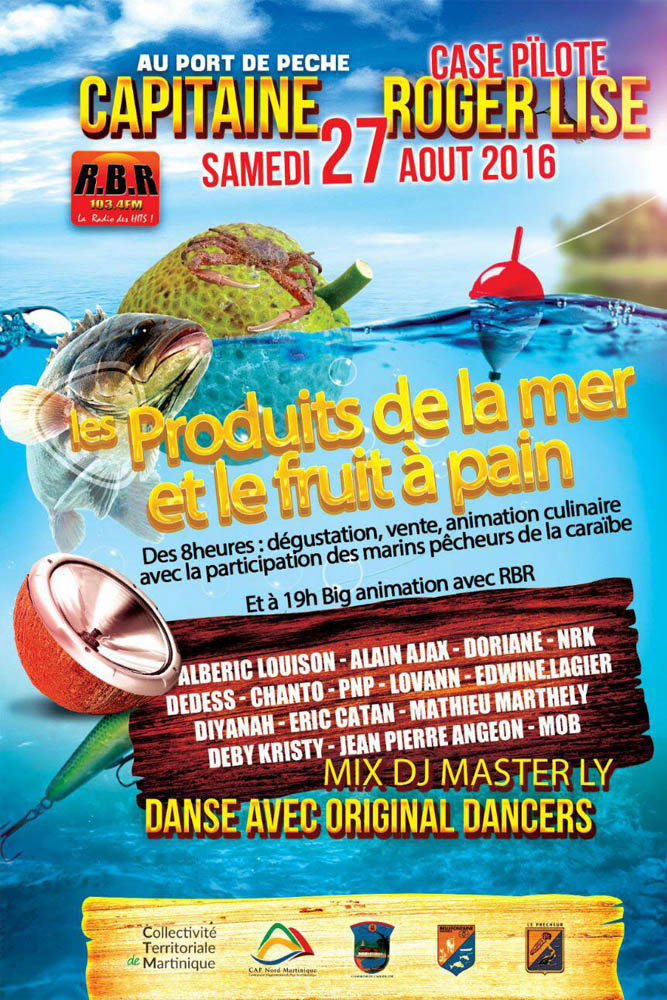 AU PORT DE PECHE
CASE PÏLOTE
CAPITAINE ROGER LISE
SAMEDI 27 AOUT 2016
R.B.R
103.4FM
La Radio des HITS !
les Produits de la mer
et le fruit à pain
Des 8heures : dégustation, vente, animation culinaire
avec la participation des marins pêcheurs de la caraïbe
Et à 19h Big animation avec RBR
ALBERIC LOUISON - ALAIN AJAX - DORIANE - NRK
DEDESS - CHANTO - PNP - LOVANN - EDWINE.LAGIER
DIYANAH - ERIC CATAN - MATHIEU MARTHELY
DEBY KRISTY - JEAN PIERRE ANGEON - MOB
MIX DJ MASTER LY
DANSE AVEC ORIGINAL DANCERS
Collectivité
Territoriale
de Martinique
CAP Nord Martinique
BELLEFONTAINE
LE PRECHEUR